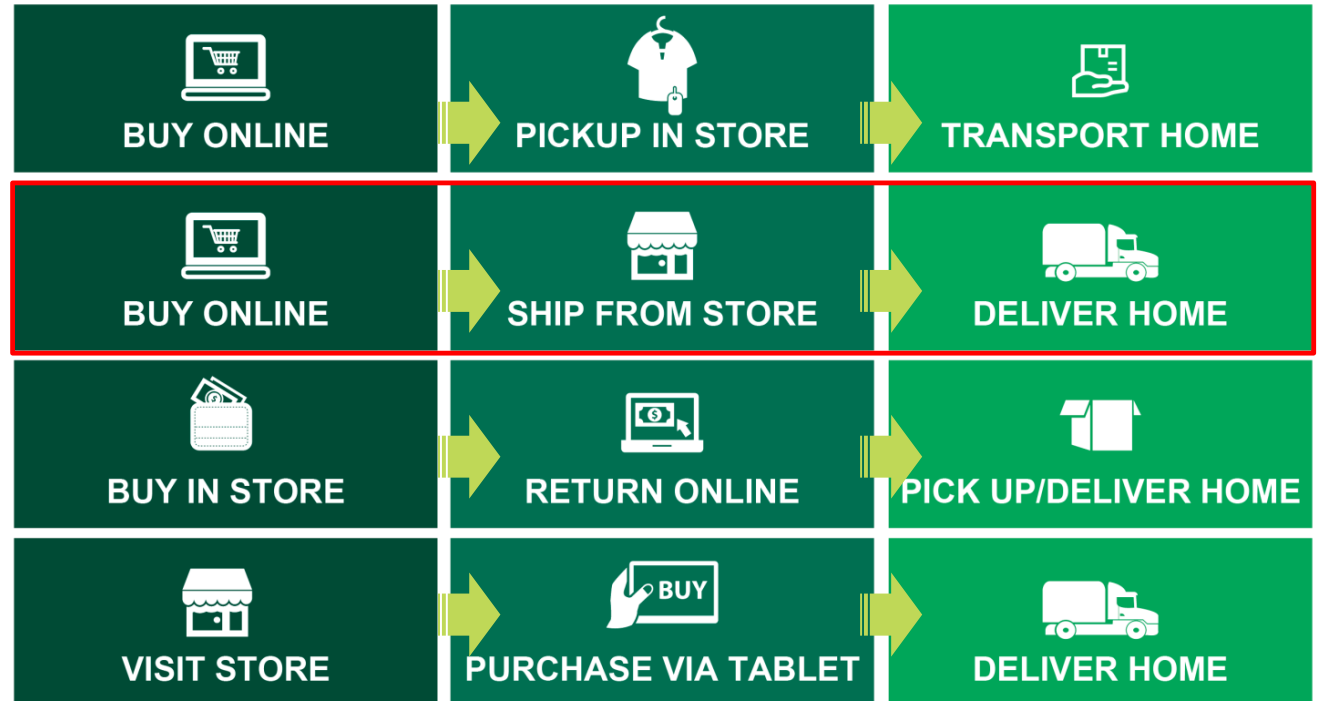 BUY ONLINE
PICKUP IN STORE
TRANSPORT HOME
BUY ONLINE
SHIP FROM STORE
DELIVER HOME
BUY IN STORE
RETURN ONLINE
PICK UP/DELIVER HOME
BUY
VISIT STORE
PURCHASE VIA TABLET
DELIVER HOME